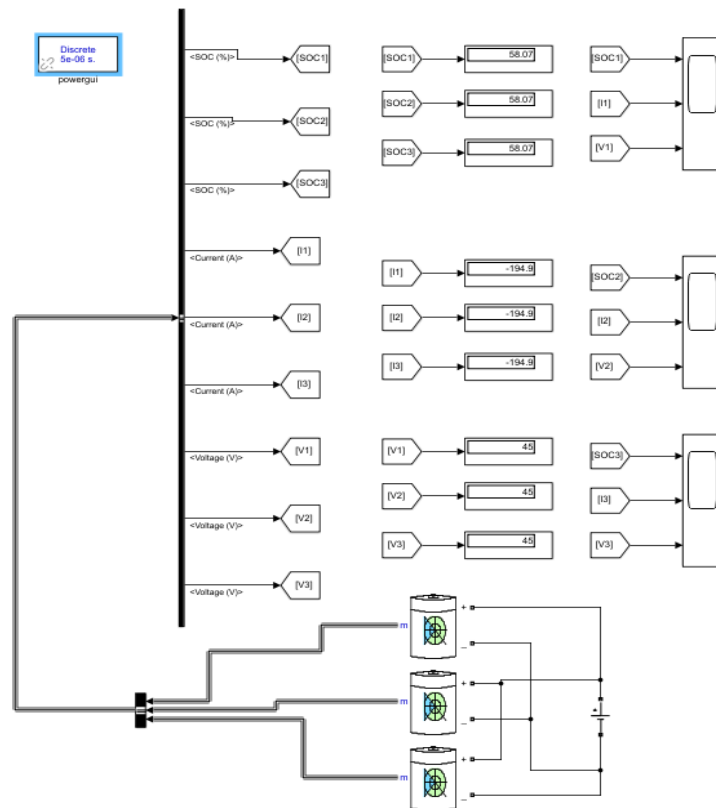 Discrete
5e-06 s.
powergui
<SOC (%)>
[SOC1]
<SOC (%)>
[SOC2]
<SOC (%)>
[SOC3]
<Current (A)>
[I1]
<Current (A)>
[I2]
<Current (A)>
[I3]
<Voltage (V)>
[V1]
<Voltage (V)>
[V2]
<Voltage (V)>
[V3]
[SOC1]
58.07
[SOC2]
58.07
[SOC3]
58.07
[I1]
-194.9
[I2]
-194.9
[I3]
-194.9
[V1]
45
[V2]
45
[V3]
45
[SOC1]
[I1]
[V1]
[SOC2]
[I2]
[V2]
[SOC3]
[I3]
[V3]
m
+
_
m
+
_
m
+
_
+